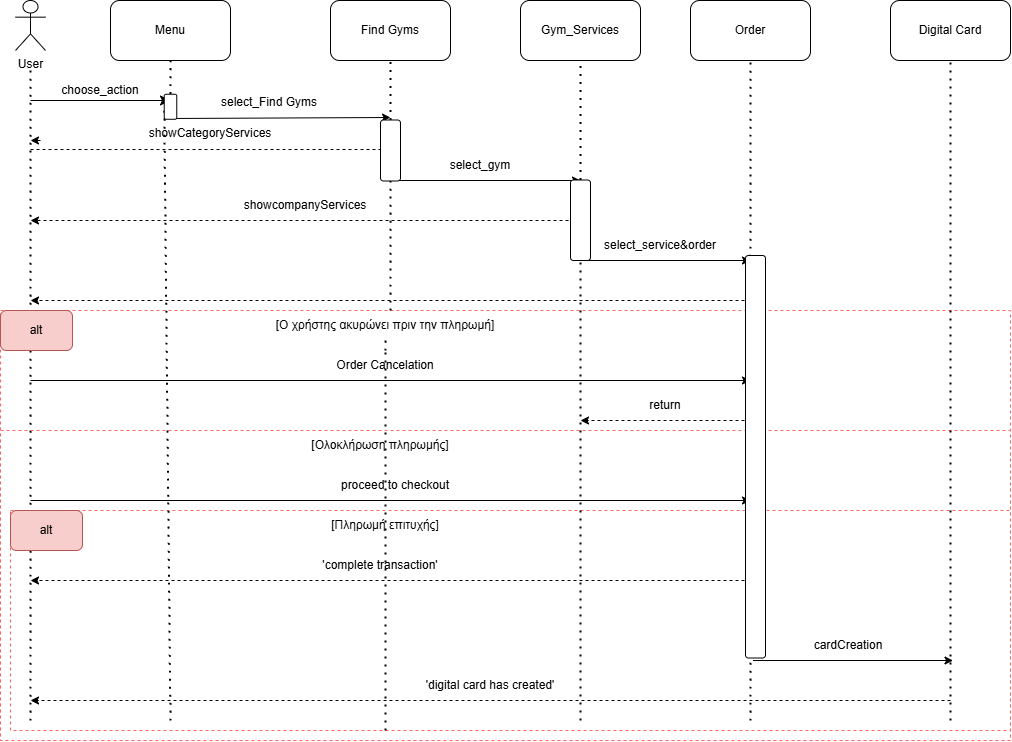 Menu
Find Gyms
Gym_Services
Order
Digital Card
User
choose_action
select_Find Gyms
showCategoryServices
select_gym
showcompanyServices
select_service&order
alt
[Ο χρήστης ακυρώνει πριν την πληρωμή]
Order Cancelation
return
[Ολοκλήρωση πληρωμής]
proceed to checkout
alt
[Πληρωμή επιτυχής]
'complete transaction'
cardCreation
'digital card has created'